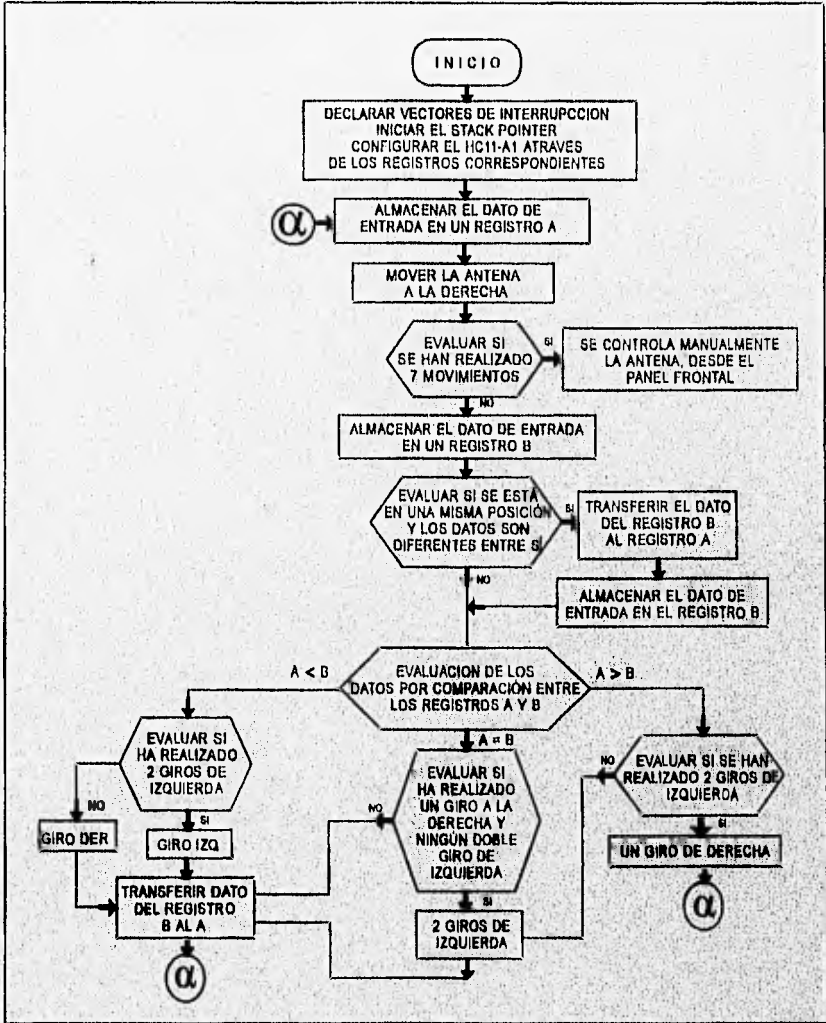 INICIO
DECLARAR VECTORES DE INTERRUPCCION
INICIAR EL STACK POINTER
CONFIGURAR EL HC11-A1 ATRAVES
DE LOS REGISTROS CORRESPONDIENTES
α
ALMACENAR EL DATO DE
ENTRADA EN UN REGISTRO A
MOVER LA ANTENA
A LA DERECHA
EVALUAR SI
SE HAN REALIZADO
7 MOVIMIENTOS
SI
SE CONTROLA MANUALMENTE
LA ANTENA, DESDE EL
PANEL FRONTAL
NO
ALMACENAR EL DATO DE ENTRADA
EN UN REGISTRO B
EVALUAR SI SE ESTÁ
EN UNA MISMA POSICIÓN
Y LOS DATOS SON
DIFERENTES ENTRE SI
SI
TRANSFERIR EL DATO
DEL REGISTRO B
AL REGISTRO A
NO
ALMACENAR EL DATO DE
ENTRADA EN EL REGISTRO B
A < B
EVALUACION DE LOS
DATOS POR COMPARACIÓN ENTRE
LOS REGISTROS A Y B
A > B
A = B
EVALUAR SI
HA REALIZADO
2 GIROS DE
IZQUIERDA
NO
SI
GIRO DER
GIRO IZQ
TRANSFERIR DATO
DEL REGISTRO
B AL A
α
EVALUAR SI
HA REALIZADO
UN GIRO A LA
DERECHA Y
NINGÚN DOBLE
GIRO DE
IZQUIERDA
NO
SI
2 GIROS DE
IZQUIERDA
NO
EVALUAR SI SE HAN
REALIZADO 2 GIROS DE
IZQUIERDA
SI
UN GIRO DE DERECHA
α